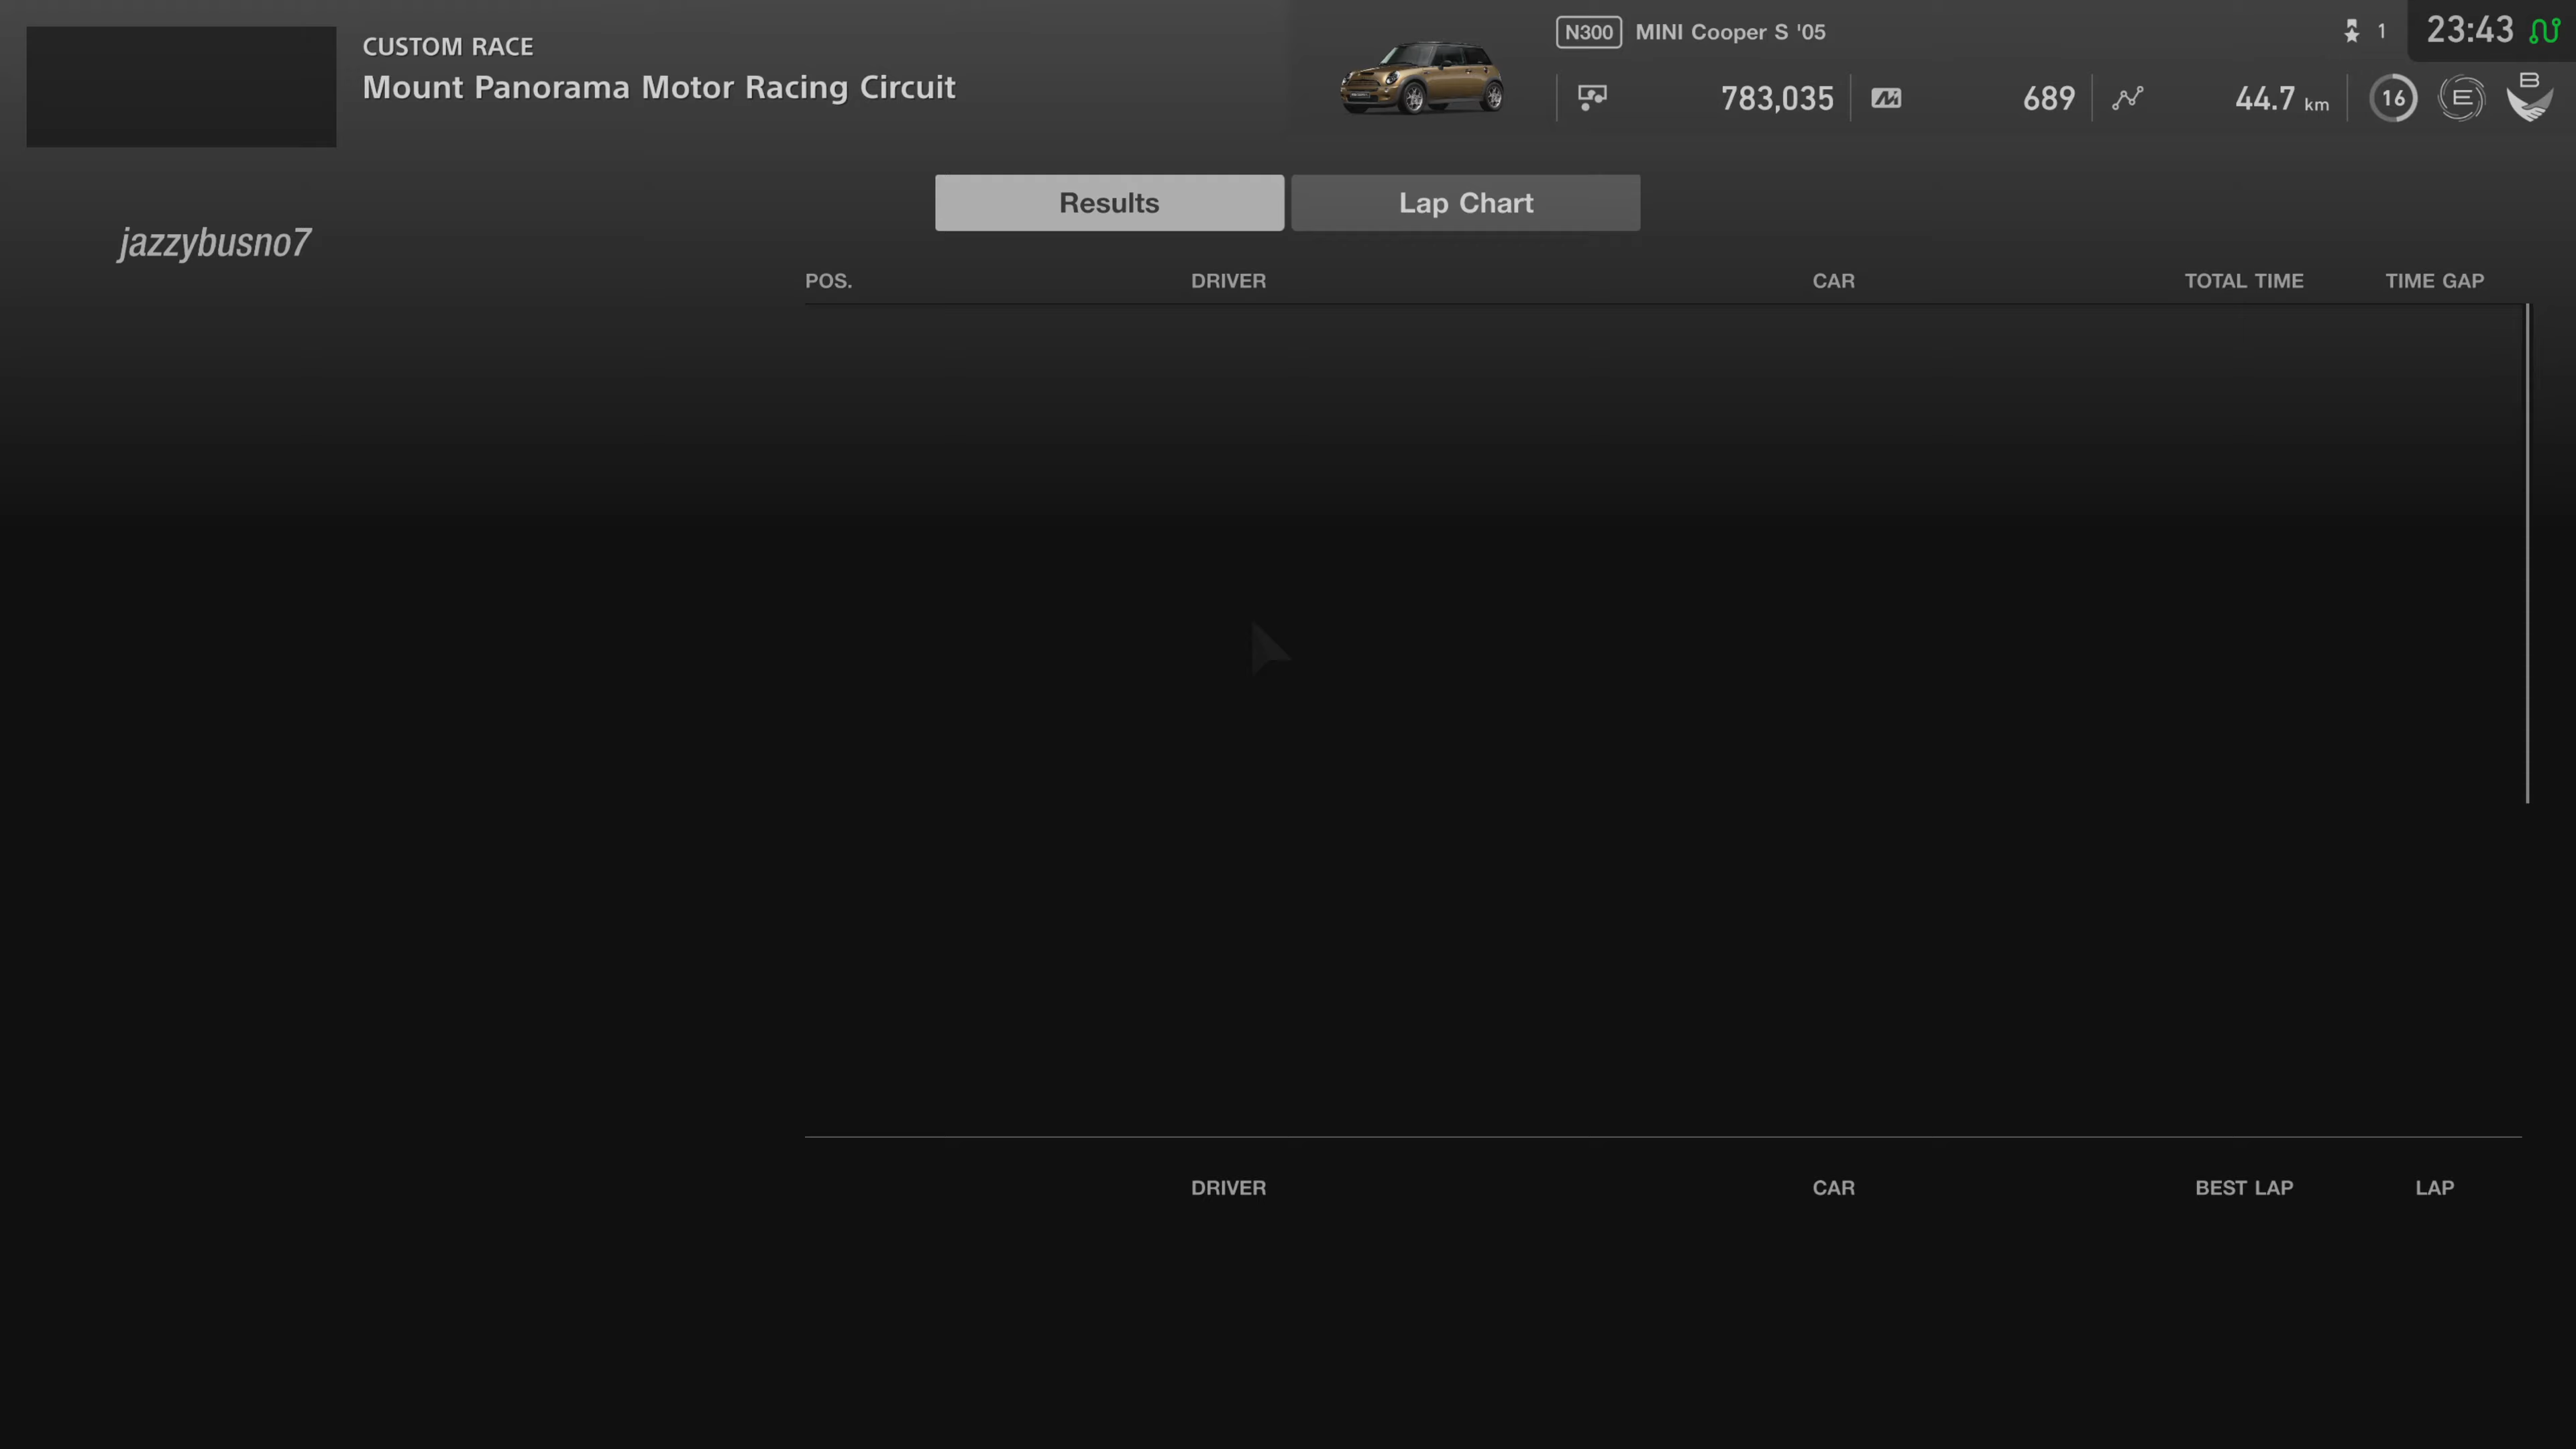 CUSTOM RACE
Mount Panorama Motor Racing Circuit
N300 MINI Cooper S '05
1
23:43
783,035
689
44.7 km
16
E
B
Results
Lap Chart
jazzybusno7
POS. DRIVER CAR TOTAL TIME TIME GAP
DRIVER CAR BEST LAP LAP